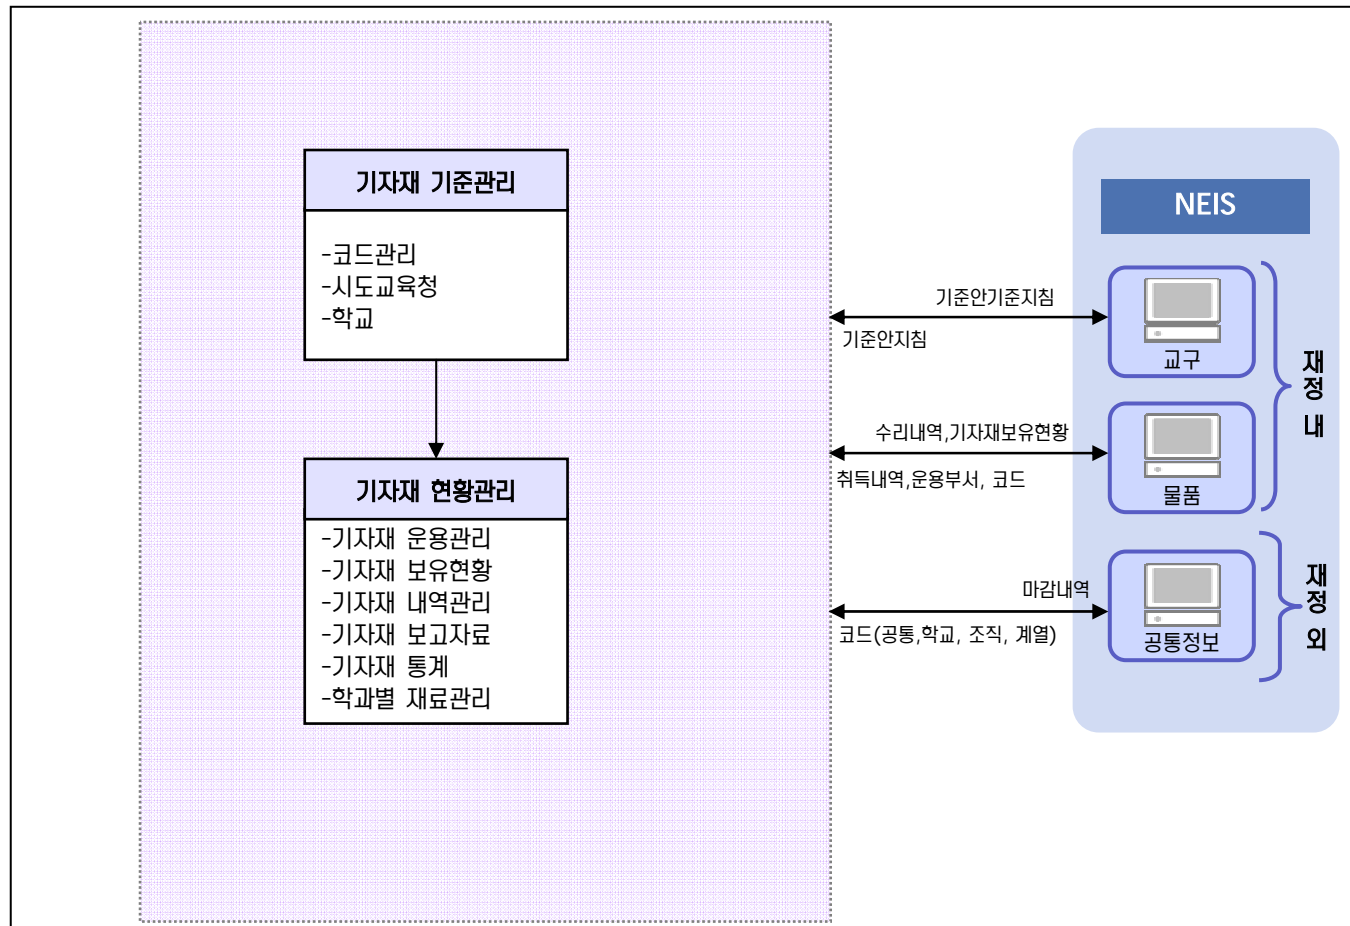 기자재 기준관리
-코드관리
-시도교육청
-학교
기자재 현황관리
-기자재 운용관리
-기자재 보유현황
-기자재 내역관리
-기자재 보고자료
-기자재 통계
-학과별 재료관리
기준안기준지침
기준안지침
수리내역,기자재보유현황
취득내역,운용부서, 코드
마감내역
코드(공통,학교, 조직, 계열)
NEIS
교구
물품
재정 내
공통정보
재정 외